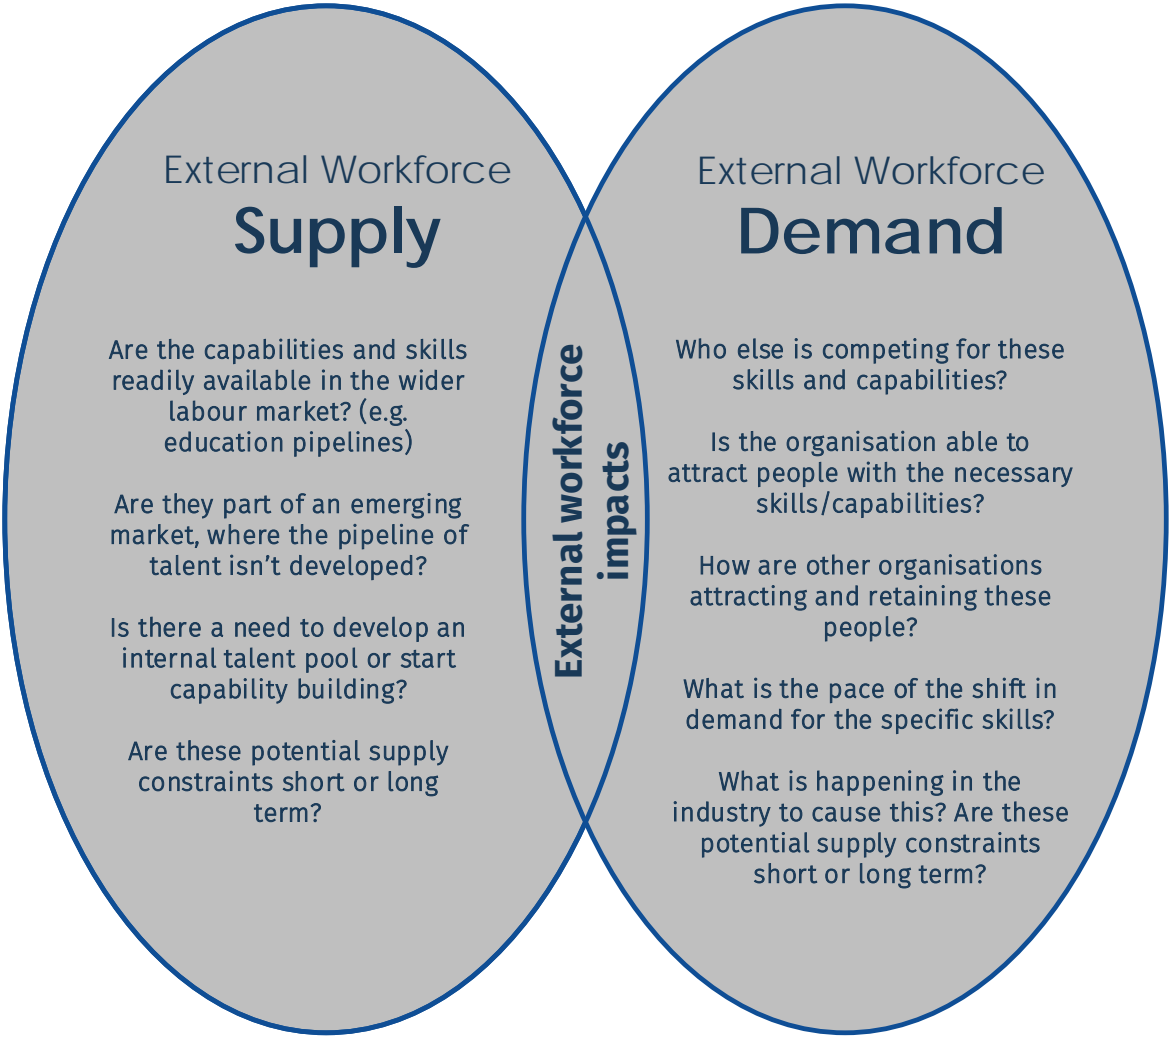 External Workforce
Supply
Are the capabilities and skills
readily available in the wider
labour market? (e.g.
education pipelines)
Are they part of an emerging
market, where the pipeline of
talent isn’t developed?
Is there a need to develop an
internal talent pool or start
capability building?
Are these potential supply
constraints short or long
term?
External workforce
impacts
External Workforce
Demand
Who else is competing for these
skills and capabilities?
Is the organisation able to
attract people with the necessary
skills/capabilities?
How are other organisations
attracting and retaining these
people?
What is the pace of the shift in
demand for the specific skills?
What is happening in the
industry to cause this? Are these
potential supply constraints
short or long term?